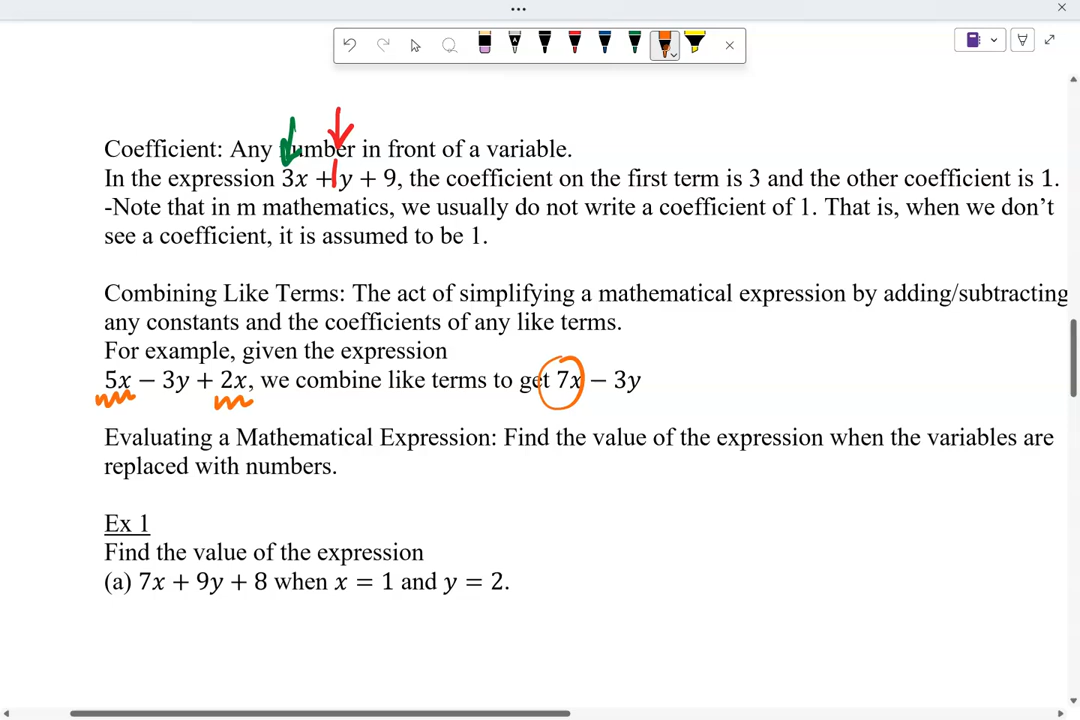 Coefficient: Any number in front of a variable.
In the expression 3x + 1y + 9, the coefficient on the first term is 3 and the other coefficient is 1.
-Note that in m mathematics, we usually do not write a coefficient of 1. That is, when we don't
see a coefficient, it is assumed to be 1.
Combining Like Terms: The act of simplifying a mathematical expression by adding/subtracting
any constants and the coefficients of any like terms.
For example, given the expression
5x − 3y + 2x, we combine like terms to get 7x − 3y
Evaluating a Mathematical Expression: Find the value of the expression when the variables are
replaced with numbers.
Ex 1
Find the value of the expression
(a) 7x + 9y + 8 when x = 1 and y = 2.